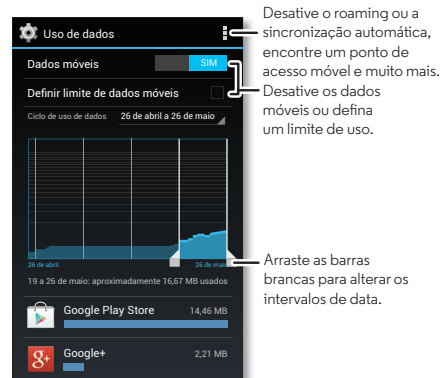 Uso de dados
Dados móveis
SIM
Definir limite de dados móveis
Ciclo de uso de dados
26 de abril a 26 de maio
26 de abril
26 de maio
19 a 26 de maio: aproximadamente 16,67 MB usados
Google Play Store
14,46 MB
Google+
2,21 MB
Desative o roaming ou a
sincronização automática,
encontre um ponto de
acesso móvel e muito mais.
Desative os dados
móveis ou defina
um limite de uso.
Arraste as barras
brancas para alterar os
intervalos de data.